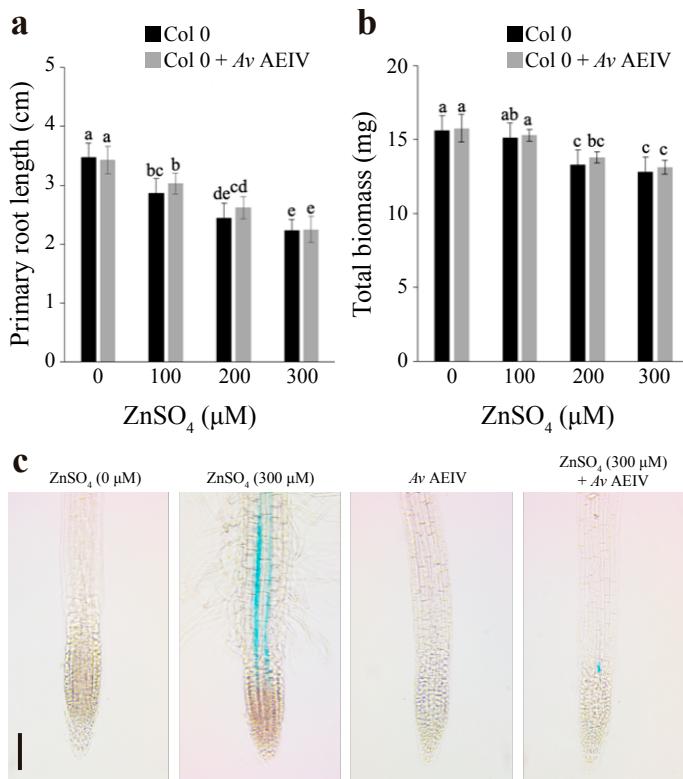 a
Col 0
Col 0 + Av AEIV
Primary root length (cm)
5
4
3
2
1
0
a a
bc b
de cd
e e
0 100 200 300
ZnSO4 (μM)
b
Col 0
Col 0 + Av AEIV
Total biomass (mg)
20
15
10
5
0
a a
ab a
c bc
c c
0 100 200 300
ZnSO4 (μM)
c
ZnSO4 (0 μM)
ZnSO4 (300 μM)
Av AEIV
ZnSO4 (300 μM)
+ Av AEIV